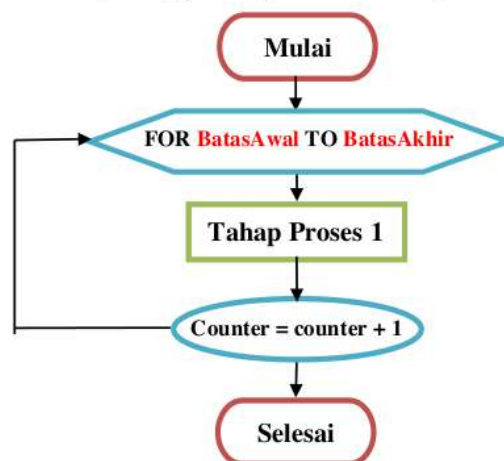 Mulai
FOR BatasAwal TO BatasAkhir
Tahap Proses 1
Counter = counter + 1
Selesai